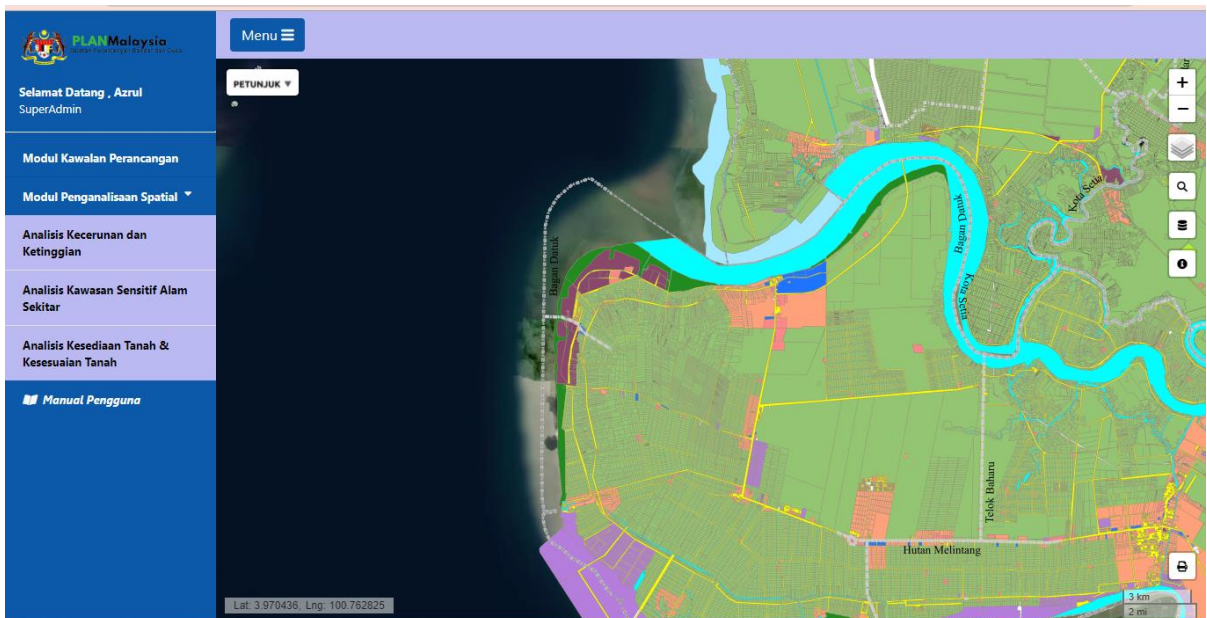 PLANMalaysia
Selamat Datang , Azrul
SuperAdmin
Modul Kawalan Perancangan
Modul Penganalisaan Spatial
Analisis Kecerunan dan
Ketinggian
Analisis Kawasan Sensitif Alam
Sekitar
Analisis Kesediaan Tanah &
Kesesuaian Tanah
Manual Pengguna
Menu
PETUNJUK ▼
+
−
Kota Setia
Bagan Datuk
Kota Setia
Bagan Datuk
Telok Baharu
Hutan Melintang
Lat: 3.970436, Lng: 100.762825
3 km
2 mi